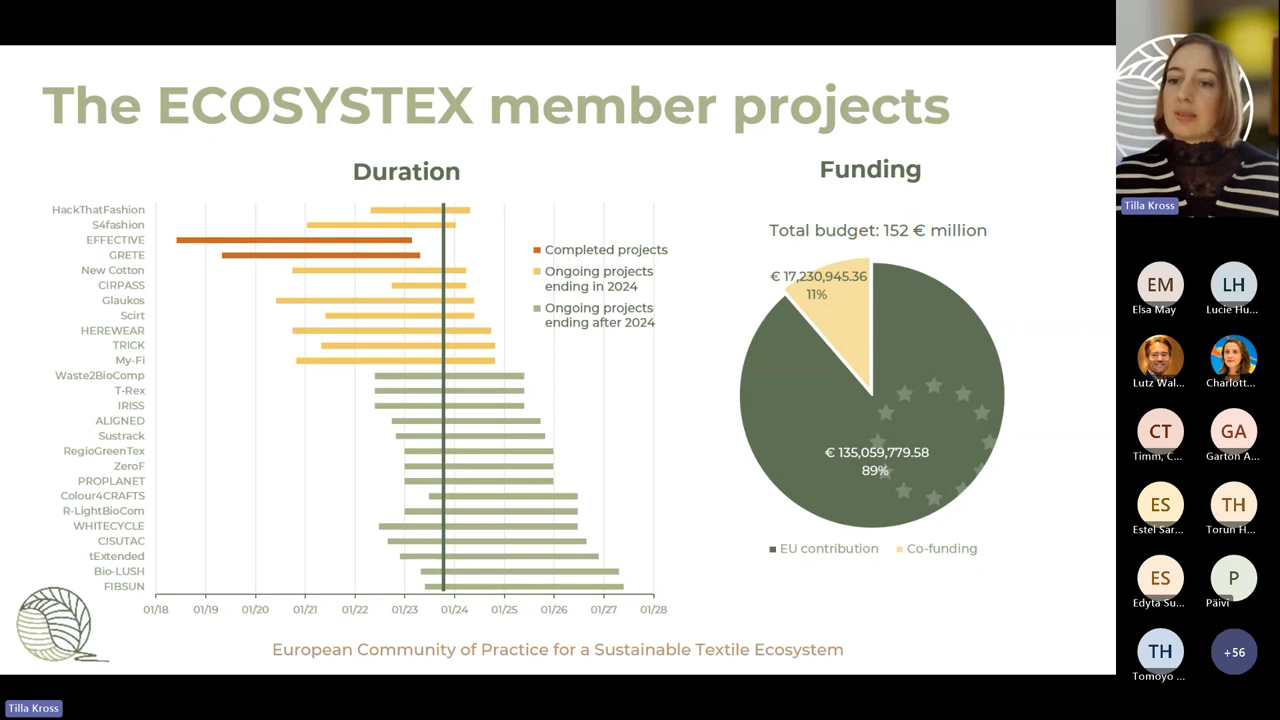 The ECOSYSTEX member projects
Duration
HackThatFashion
S4fashion
EFFECTIVE
GRETE
New Cotton
CIRPASS
Glaukos
Scirt
HEREWEAR
TRICK
My-Fi
Waste2BioComp
T-Rex
IRISS
ALIGNED
Sustrack
RegioGreenTex
ZeroF
PROPLANET
Colour4CRAFTS
R-LightBioCom
WHITECYCLE
CISUTAC
tExtended
Bio-LUSH
FIBSUN
01/18 01/19 01/20 01/21 01/22 01/23 01/24 01/25 01/26 01/27 01/28
Completed projects
Ongoing projects
ending in 2024
Ongoing projects
ending after 2024
Funding
Total budget: 152 € million
€ 17,230,945.36
11%
€ 135,059,779.58
89%
EU contribution Co-funding
European Community of Practice for a Sustainable Textile Ecosystem
Tilla Kross
Tilla Kross
EM LH
Elsa May Lucie Hu...
Lutz Wal... Charlott...
CT GA
Timm, C... Garton A...
ES TH
Estel Sar... Torun H...
ES P
Edyta Su... Päivi
TH +56
Tomoyo ...